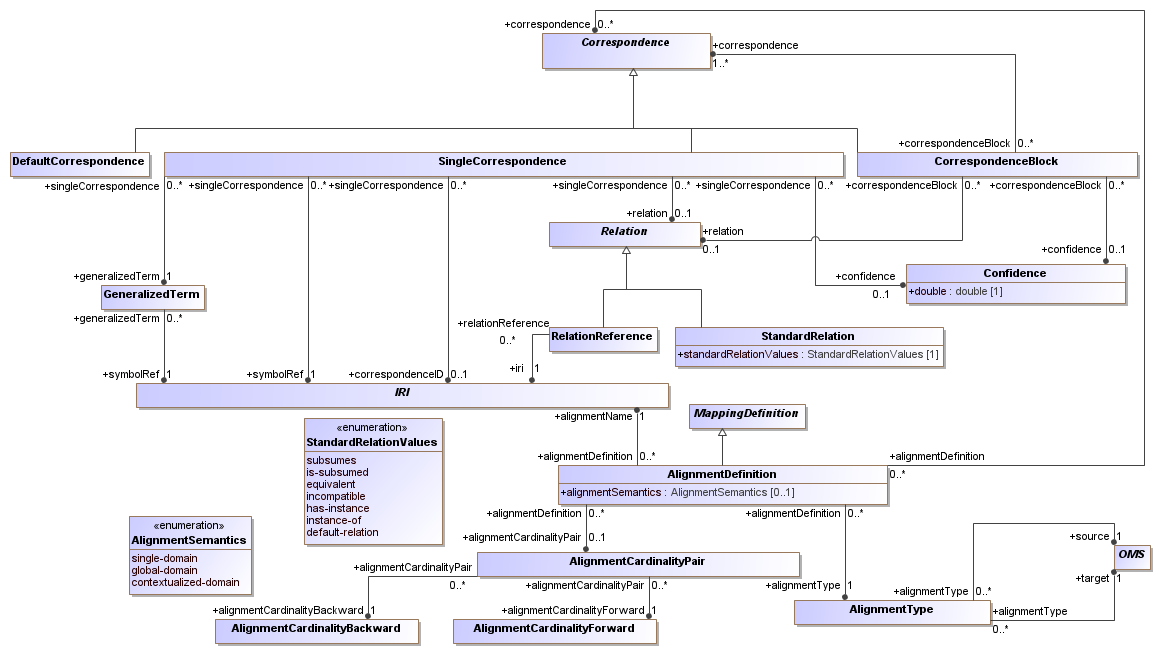 +correspondence 0..*
Correspondence
+correspondence
1..*
+correspondenceBlock 0..*
DefaultCorrespondence
SingleCorrespondence
CorrespondenceBlock
+singleCorrespondence 0..* +singleCorrespondence 0..* +singleCorrespondence 0..* +singleCorrespondence 0..* +singleCorrespondence 0..* +correspondenceBlock 0..* +correspondenceBlock 0..*
+relation 0..1
Relation
+relation
0..1
+confidence 0..1
+generalizedTerm 1
GeneralizedTerm
+generalizedTerm 0..*
+confidence
0..1
Confidence
+double : double [1]
+relationReference
0..*
RelationReference
StandardRelation
+standardRelationValues : StandardRelationValues [1]
+symbolRef 1
+symbolRef 1
+correspondenceID 0..1
+iri 1
IRI
+alignmentName 1
MappingDefinition
«enumeration»
StandardRelationValues
subsumes
is-subsumed
equivalent
incompatible
has-instance
instance-of
default-relation
+alignmentDefinition 0..*
+alignmentDefinition
0..*
AlignmentDefinition
+alignmentSemantics : AlignmentSemantics [0..1]
+alignmentDefinition 0..*
+alignmentDefinition 0..*
«enumeration»
AlignmentSemantics
single-domain
global-domain
contextualized-domain
+alignmentCardinalityPair 0..1
AlignmentCardinalityPair
+alignmentCardinalityPair
0..*
+alignmentCardinalityPair 0..*
+source 1
OMS
+target 1
+alignmentType 1
+alignmentType 0..*
AlignmentType
+alignmentType
0..*
+alignmentCardinalityBackward 1
AlignmentCardinalityBackward
+alignmentCardinalityForward 1
AlignmentCardinalityForward